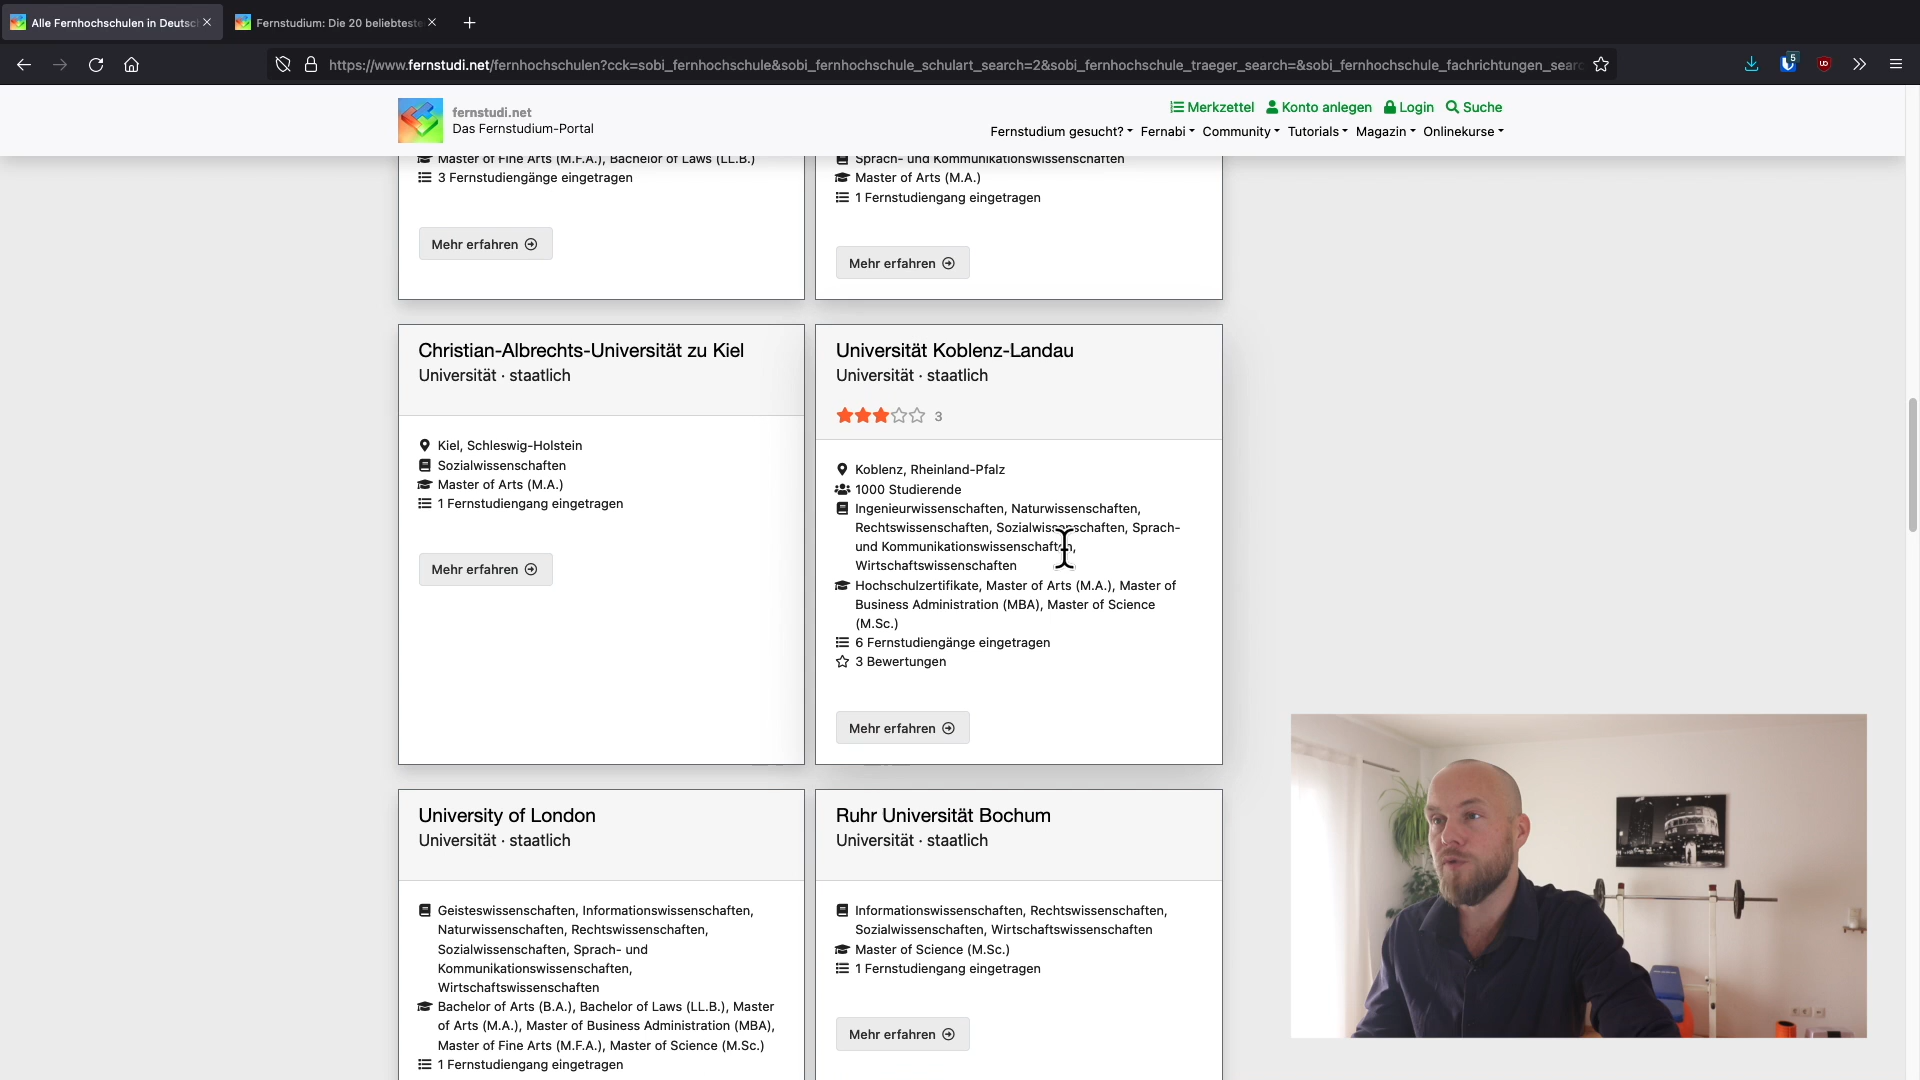 Alle Fernhochschulen in Deutsc
Fernstudium: Die 20 beliebteste
https://www.fernstudi.net/fernhochschulen?cck=sobi_fernhochschule&sobi_fernhochschule_schulart_search=2&sobi_fernhochschule_traeger_search=&sobi_fernhochschule_fachrichtungen_searc
5
fernstudi.net
Das Fernstudium-Portal
Merkzettel Konto anlegen Login Suche
Fernstudium gesucht? Fernabi Community Tutorials Magazin Onlinekurse
Master of Fine Arts (M.F.A.), Bachelor of Laws (LL.B.)
3 Fernstudiengänge eingetragen
Mehr erfahren
Sprach- und Kommunikationswissenschaften
Master of Arts (M.A.)
1 Fernstudiengang eingetragen
Mehr erfahren
Christian-Albrechts-Universität zu Kiel
Universität · staatlich
Kiel, Schleswig-Holstein
Sozialwissenschaften
Master of Arts (M.A.)
1 Fernstudiengang eingetragen
Mehr erfahren
Universität Koblenz-Landau
Universität · staatlich
3
Koblenz, Rheinland-Pfalz
1000 Studierende
Ingenieurwissenschaften, Naturwissenschaften,
Rechtswissenschaften, Sozialwissenschaften, Sprach-
und Kommunikationswissenschaften,
Wirtschaftswissenschaften
Hochschulzertifikate, Master of Arts (M.A.), Master of
Business Administration (MBA), Master of Science
(M.Sc.)
6 Fernstudiengänge eingetragen
3 Bewertungen
Mehr erfahren
University of London
Universität · staatlich
Geisteswissenschaften, Informationswissenschaften,
Naturwissenschaften, Rechtswissenschaften,
Sozialwissenschaften, Sprach- und
Kommunikationswissenschaften,
Wirtschaftswissenschaften
Bachelor of Arts (B.A.), Bachelor of Laws (LL.B.), Master
of Arts (M.A.), Master of Business Administration (MBA),
Master of Fine Arts (M.F.A.), Master of Science (M.Sc.)
1 Fernstudiengang eingetragen
Ruhr Universität Bochum
Universität · staatlich
Informationswissenschaften, Rechtswissenschaften,
Sozialwissenschaften, Wirtschaftswissenschaften
Master of Science (M.Sc.)
1 Fernstudiengang eingetragen
Mehr erfahren